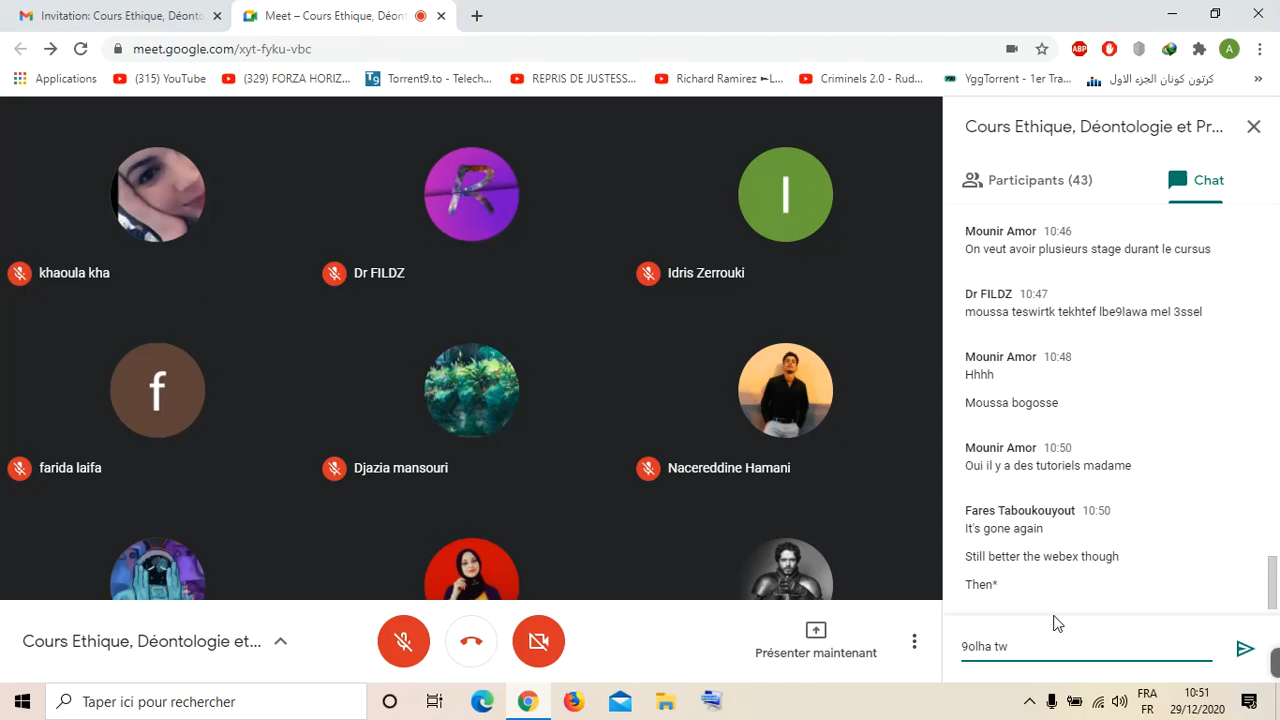 Invitation: Cours Ethique, Déonto
Meet – Cours Ethique, Déonto
meet.google.com/xyt-fyku-vbc
ABP
A
Applications
(315) YouTube
(329) FORZA HORIZ...
Tg
Torrent9.to - Telech...
REPRIS DE JUSTESS...
Richard Ramirez ►L...
Criminels 2.0 - Rud...
YggTorrent - 1er Tra...
كرتون كونان الجزء الاول
»
khaoula kha
R
Dr FILDZ
I
Idris Zerrouki
f
farida laifa
Djazia mansouri
Nacereddine Hamani
Cours Ethique, Déontologie et Pr...
Participants (43)
Chat
Mounir Amor 10:46
On veut avoir plusieurs stage durant le cursus
Dr FILDZ 10:47
moussa teswirtk tekhtef lbe9lawa mel 3ssel
Mounir Amor 10:48
Hhhh
Moussa bogosse
Mounir Amor 10:50
Oui il y a des tutoriels madame
Fares Taboukouyout 10:50
It's gone again
Still better the webex though
Then*
9olha tw
Cours Ethique, Déontologie et...
Présenter maintenant
Taper ici pour rechercher
FRA
FR
10:51
29/12/2020